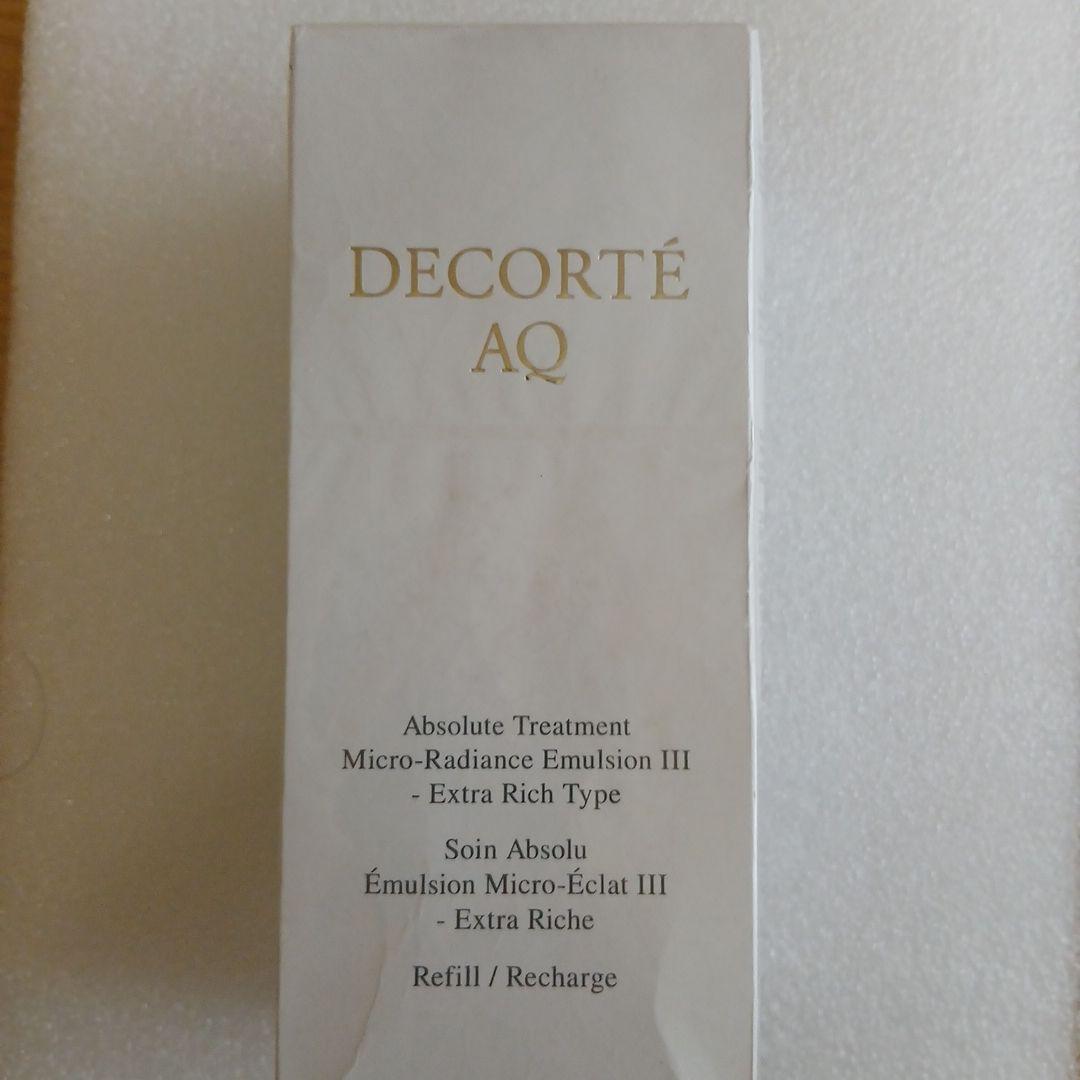 DECORTÉ
AQ
Absolute Treatment
Micro-Radiance Emulsion III
- Extra Rich Type
Soin Absolu
Émulsion Micro-Éclat III
- Extra Riche
Refill / Recharge